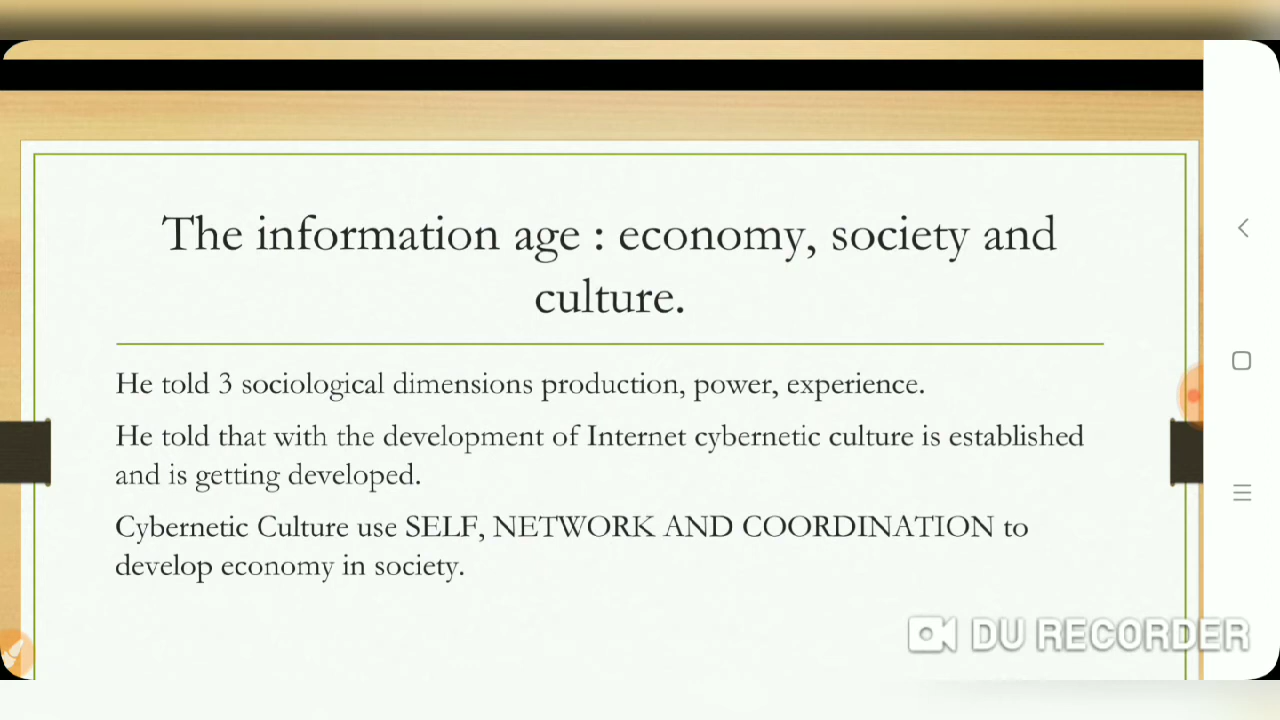 The information age : economy, society and
culture.
He told 3 sociological dimensions production, power, experience.
He told that with the development of Internet cybernetic culture is established
and is getting developed.
Cybernetic Culture use SELF, NETWORK AND COORDINATION to
develop economy in society.
DU RECORDER